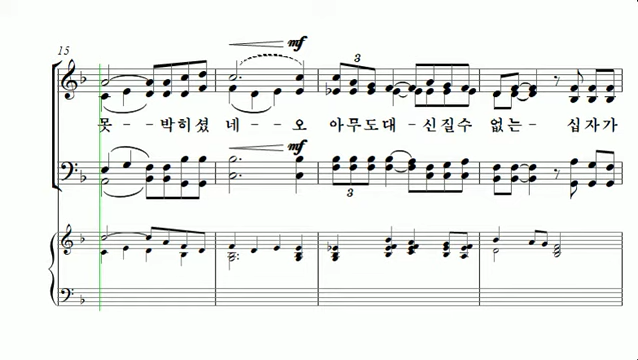 15
mf
3
못 - - 박히셨 네 - - 오 아무도대 - 신질수 없는 - 십자가
mf
3